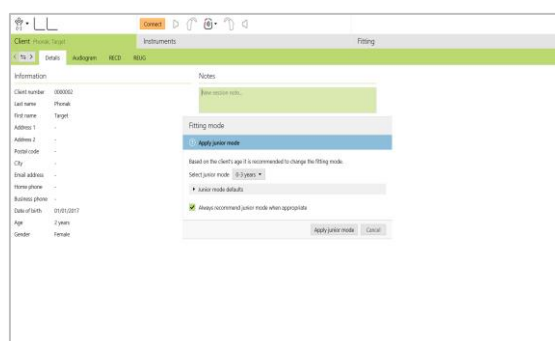 Connect
Client Phonak Target
Instruments
Fitting
Details
Audiogram
RECD
REUG
Information
Client number 0000002
Last name Phonak
First name Target
Address 1 -
Address 2 -
Postal code -
City -
Email address -
Home phone -
Business phone -
Date of birth 01/01/2017
Age 2 years
Gender Female
Notes
New session note...
Fitting mode
Apply junior mode
Based on the client's age it is recommended to change the fitting mode.
Select junior mode 0-3 years
Junior mode defaults
Always recommand junior mode when appropriate
Apply junior mode
Cancel